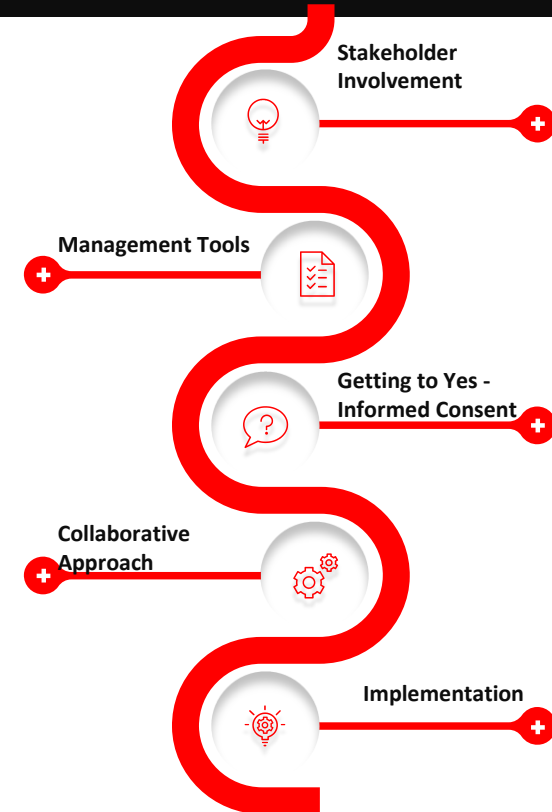 Stakeholder
Involvement
Management Tools
Getting to Yes -
Informed Consent
Collaborative
Approach
Implementation